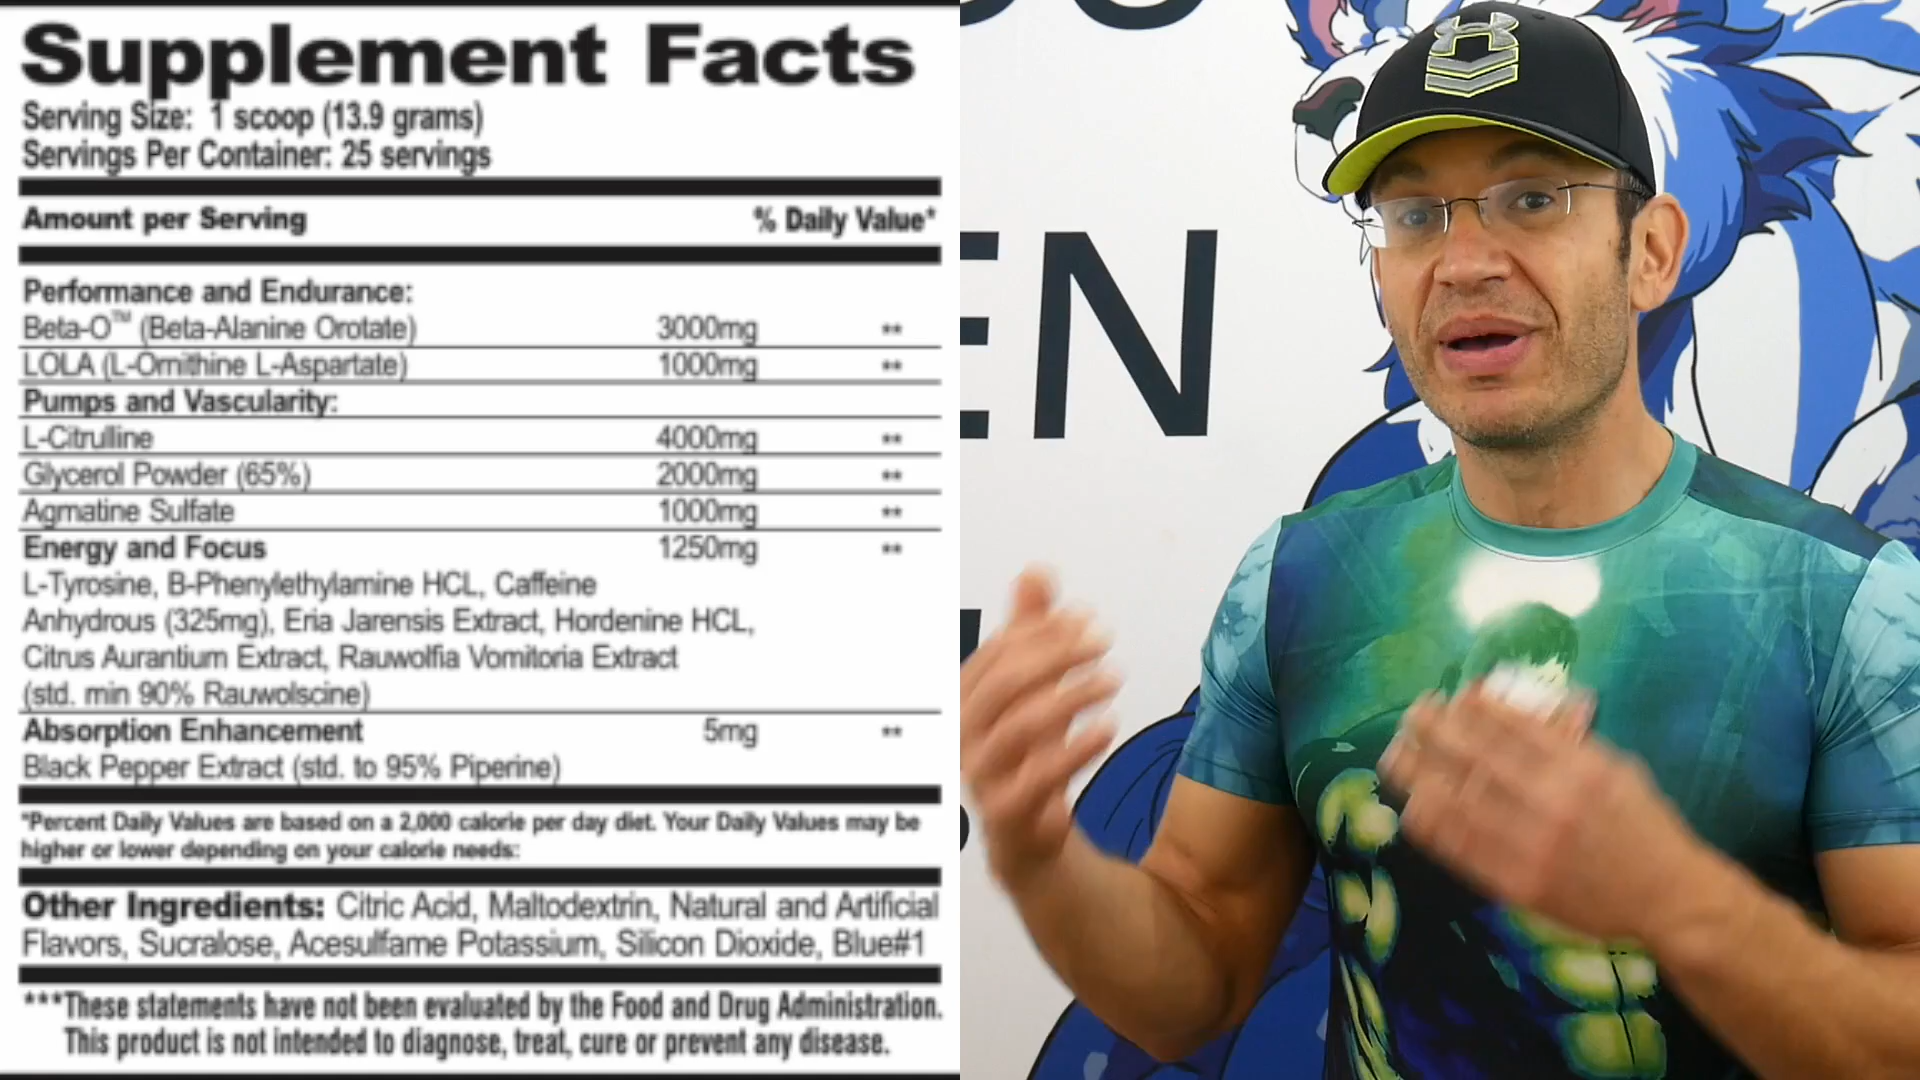 Supplement Facts
Serving Size: 1 scoop (13.9 grams)
Servings Per Container: 25 servings
Amount per Serving % Daily Value*
Performance and Endurance:
Beta-O™ (Beta-Alanine Orotate) 3000mg **
LOLA (L-Ornithine L-Aspartate) 1000mg **
Pumps and Vascularity:
L-Citrulline 4000mg **
Glycerol Powder (65%) 2000mg **
Agmatine Sulfate 1000mg **
Energy and Focus 1250mg **
L-Tyrosine, B-Phenylethylamine HCL, Caffeine
Anhydrous (325mg), Eria Jarensis Extract, Hordenine HCL,
Citrus Aurantium Extract, Rauwolfia Vomitoria Extract
(std. min 90% Rauwolscine)
Absorption Enhancement 5mg **
Black Pepper Extract (std. to 95% Piperine)
*Percent Daily Values are based on a 2,000 calorie per day diet. Your Daily Values may be
higher or lower depending on your calorie needs:
Other Ingredients: Citric Acid, Maltodextrin, Natural and Artificial
Flavors, Sucralose, Acesulfame Potassium, Silicon Dioxide, Blue#1
***These statements have not been evaluated by the Food and Drug Administration.
This product is not intended to diagnose, treat, cure or prevent any disease.
EN